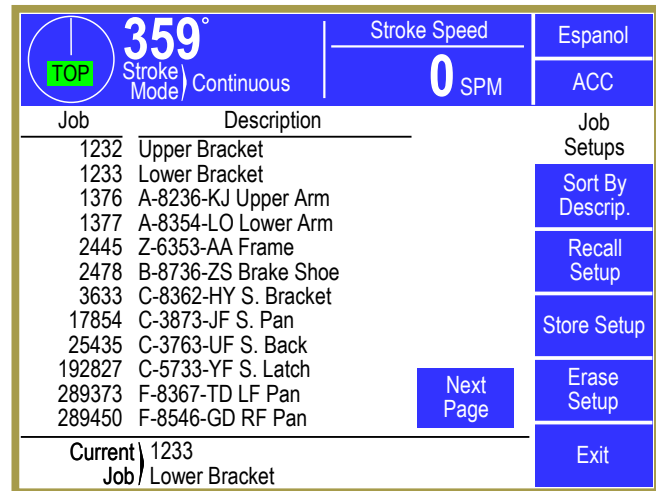 TOP
359°
Stroke Mode) Continuous
Stroke Speed
0 SPM
Espanol
ACC
Job Description
1232 Upper Bracket
1233 Lower Bracket
1376 A-8236-KJ Upper Arm
1377 A-8354-LO Lower Arm
2445 Z-6353-AA Frame
2478 B-8736-ZS Brake Shoe
3633 C-8362-HY S. Bracket
17854 C-3873-JF S. Pan
25435 C-3763-UF S. Back
192827 C-5733-YF S. Latch
289373 F-8367-TD LF Pan
289450 F-8546-GD RF Pan
Next
Page
Current) 1233
Job) Lower Bracket
Job
Setups
Sort By
Descrip.
Recall
Setup
Store Setup
Erase
Setup
Exit